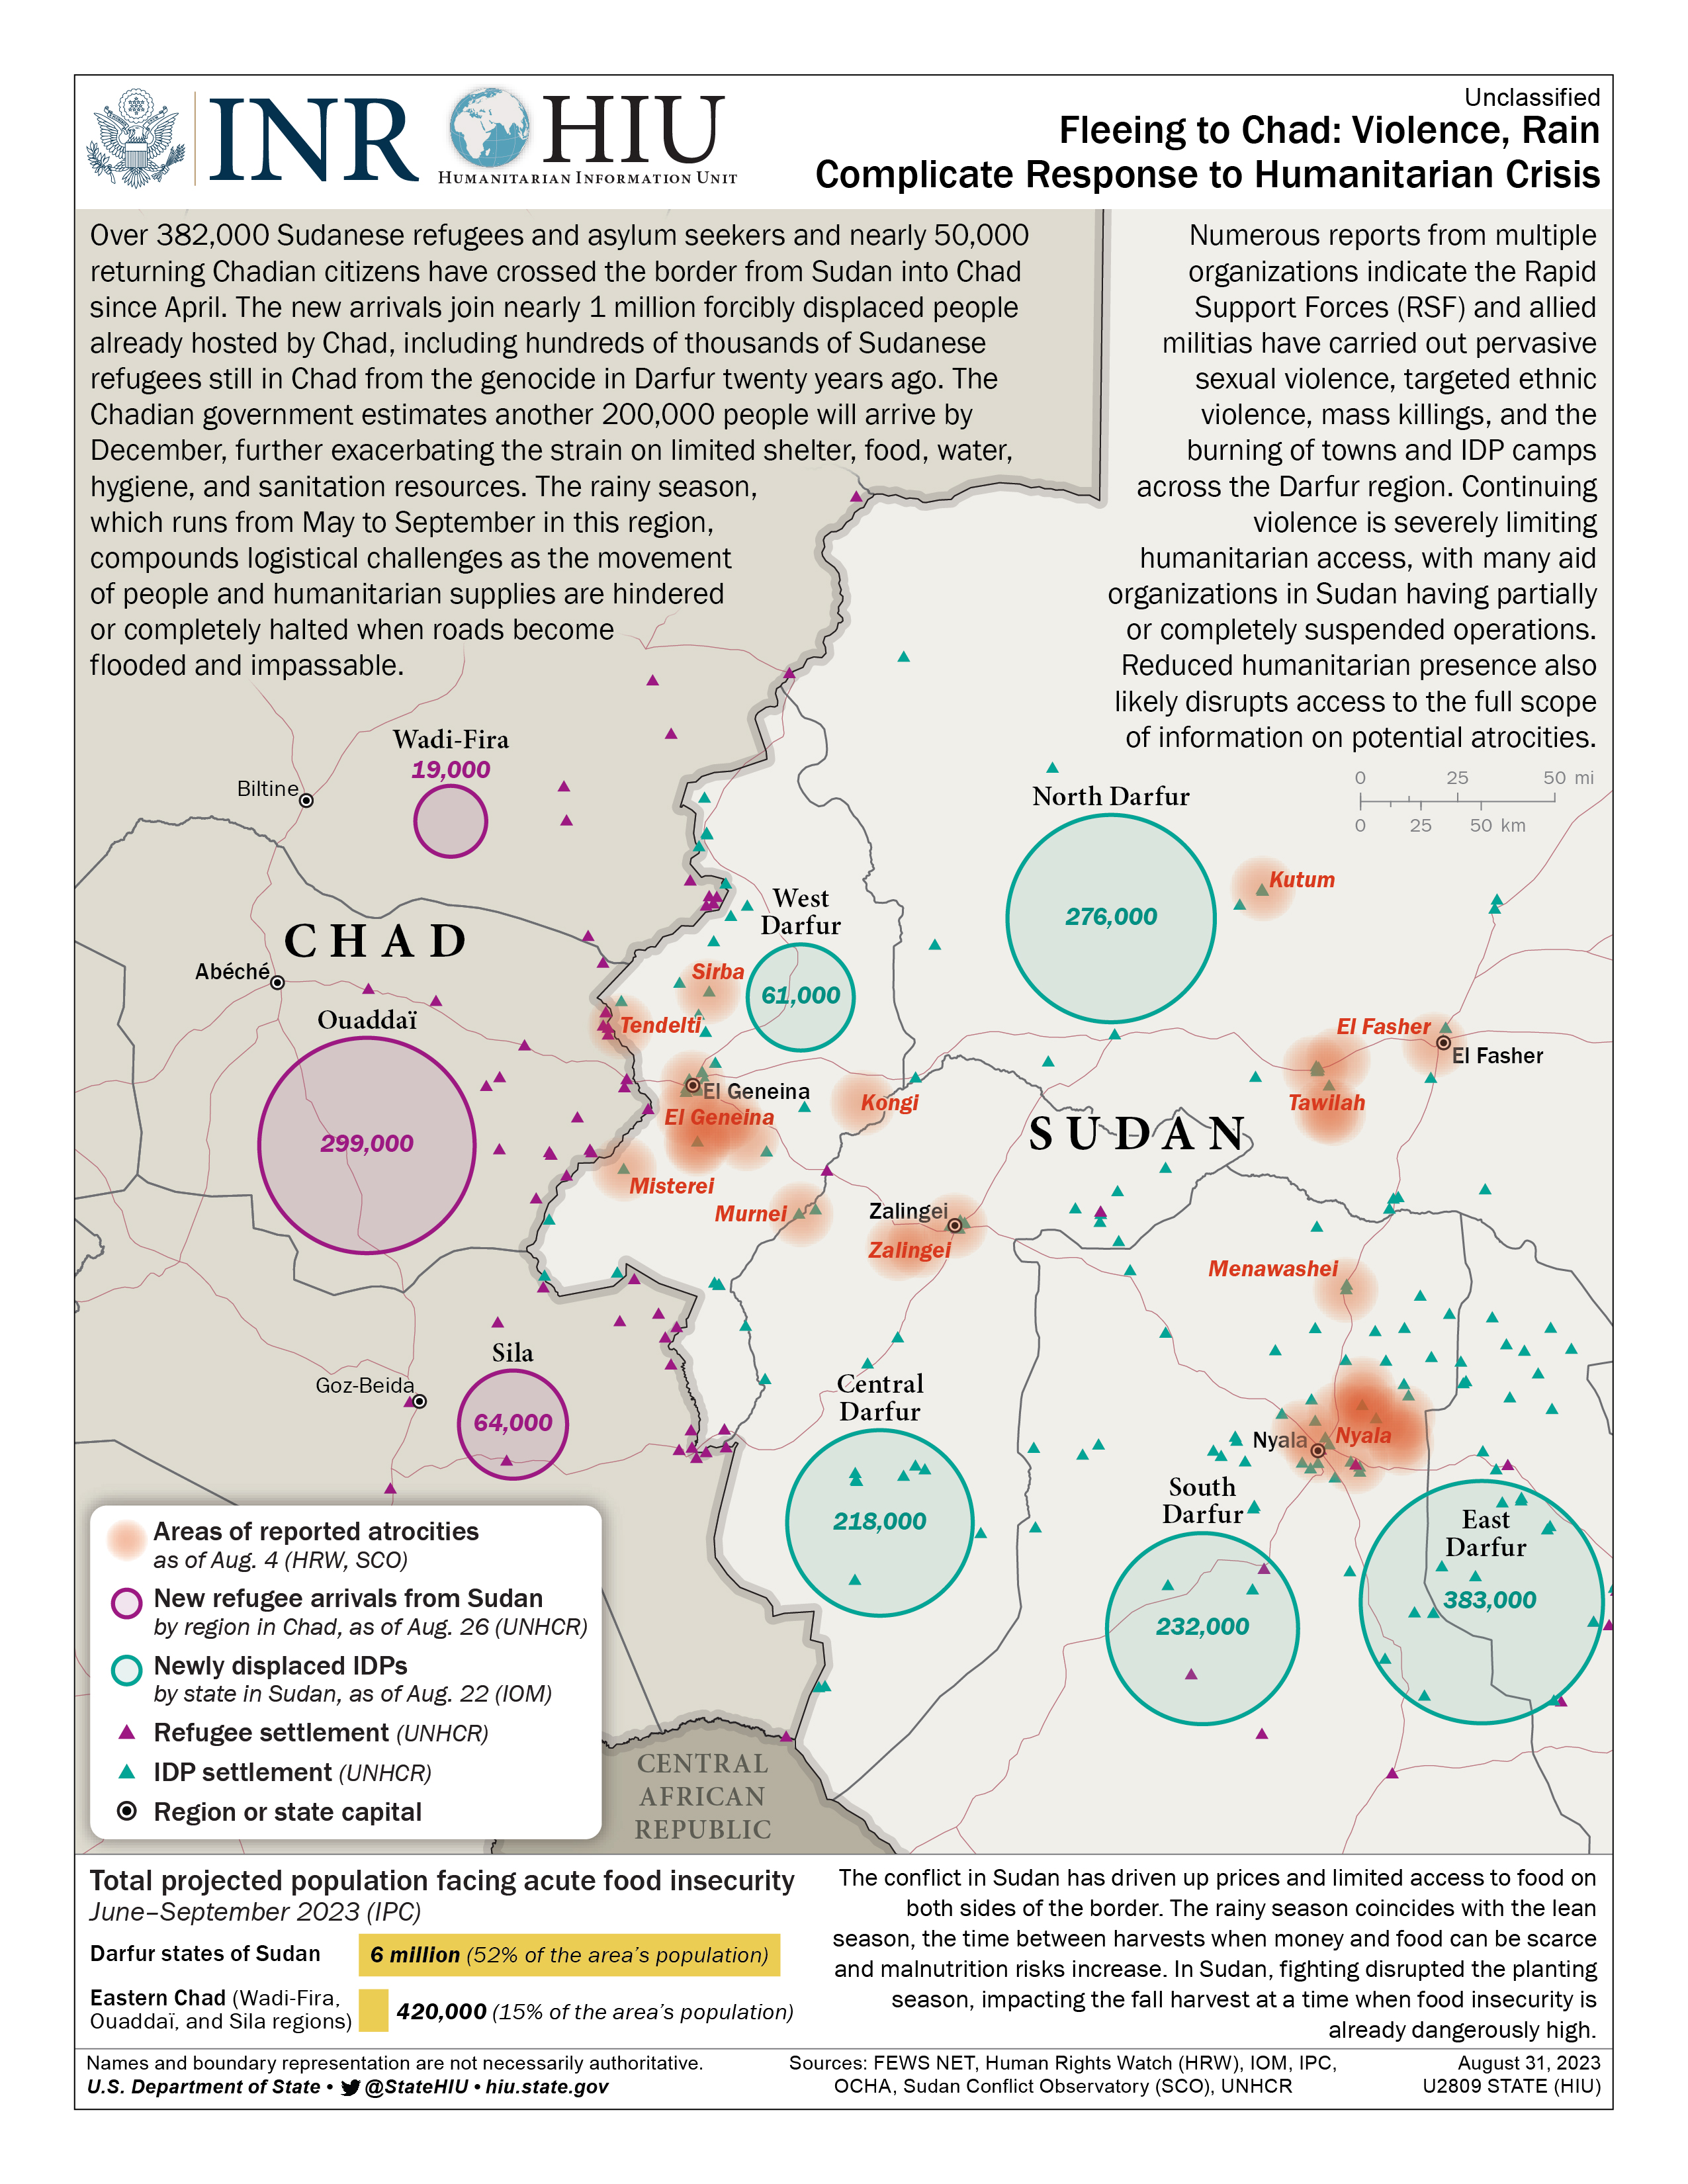 INR
HIU
HUMANITARIAN INFORMATION UNIT
Unclassified
Fleeing to Chad: Violence, Rain
Complicate Response to Humanitarian Crisis
Over 382,000 Sudanese refugees and asylum seekers and nearly 50,000
returning Chadian citizens have crossed the border from Sudan into Chad
since April. The new arrivals join nearly 1 million forcibly displaced people
already hosted by Chad, including hundreds of thousands of Sudanese
refugees still in Chad from the genocide in Darfur twenty years ago. The
Chadian government estimates another 200,000 people will arrive by
December, further exacerbating the strain on limited shelter, food, water,
hygiene, and sanitation resources. The rainy season,
which runs from May to September in this region,
compounds logistical challenges as the movement
of people and humanitarian supplies are hindered
or completely halted when roads become
flooded and impassable.
Numerous reports from multiple
organizations indicate the Rapid
Support Forces (RSF) and allied
militias have carried out pervasive
sexual violence, targeted ethnic
violence, mass killings, and the
burning of towns and IDP camps
across the Darfur region. Continuing
violence is severely limiting
humanitarian access, with many aid
organizations in Sudan having partially
or completely suspended operations.
Reduced humanitarian presence also
likely disrupts access to the full scope
of information on potential atrocities.
0 25 50 mi
0 25 50 km
Wadi-Fira
19,000
Biltine
North Darfur
276,000
Kutum
West
Darfur
61,000
CHAD
Abéché
Sirba
Tendelti
Ouaddaï
299,000
El Fasher
El Fasher
El Geneina
El Geneina
Kongi
Tawilah
SUDAN
Misterei
Murnei
Zalingei
Zalingei
Menawashei
Sila
64,000
Goz-Beida
Central
Darfur
218,000
Nyala
Nyala
South
Darfur
232,000
East
Darfur
383,000
CENTRAL
AFRICAN
REPUBLIC
Areas of reported atrocities
as of Aug. 4 (HRW, SCO)
New refugee arrivals from Sudan
by region in Chad, as of Aug. 26 (UNHCR)
Newly displaced IDPs
by state in Sudan, as of Aug. 22 (IOM)
Refugee settlement (UNHCR)
IDP settlement (UNHCR)
Region or state capital
Total projected population facing acute food insecurity
June–September 2023 (IPC)
Darfur states of Sudan
6 million (52% of the area's population)
Eastern Chad (Wadi-Fira,
Ouaddaï, and Sila regions)
420,000 (15% of the area's population)
The conflict in Sudan has driven up prices and limited access to food on
both sides of the border. The rainy season coincides with the lean
season, the time between harvests when money and food can be scarce
and malnutrition risks increase. In Sudan, fighting disrupted the planting
season, impacting the fall harvest at a time when food insecurity is
already dangerously high.
Names and boundary representation are not necessarily authoritative.
U.S. Department of State • @StateHIU • hiu.state.gov
Sources: FEWS NET, Human Rights Watch (HRW), IOM, IPC,
OCHA, Sudan Conflict Observatory (SCO), UNHCR
August 31, 2023
U2809 STATE (HIU)